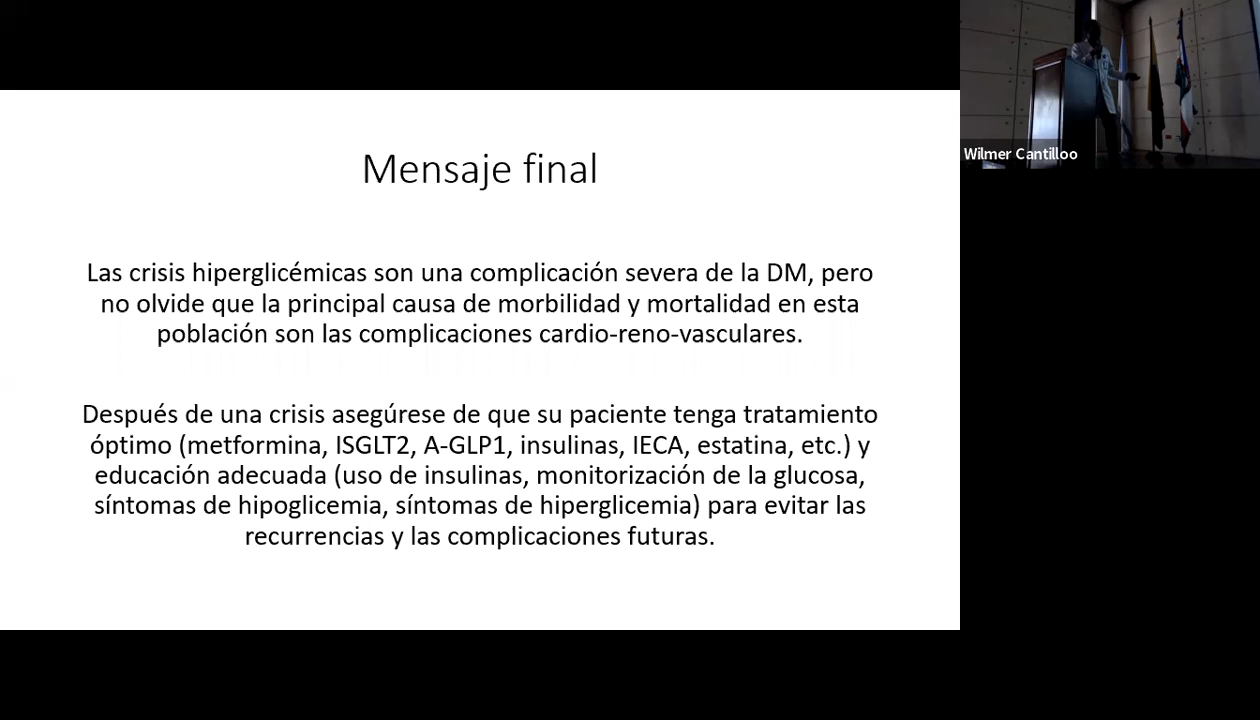 Mensaje final
Las crisis hiperglicémicas son una complicación severa de la DM, pero
no olvide que la principal causa de morbilidad y mortalidad en esta
población son las complicaciones cardio-reno-vasculares.
Después de una crisis asegúrese de que su paciente tenga tratamiento
óptimo (metformina, ISGLT2, A-GLP1, insulinas, IECA, estatina, etc.) y
educación adecuada (uso de insulinas, monitorización de la glucosa,
síntomas de hipoglicemia, síntomas de hiperglicemia) para evitar las
recurrencias y las complicaciones futuras.
Wilmer Cantilloo